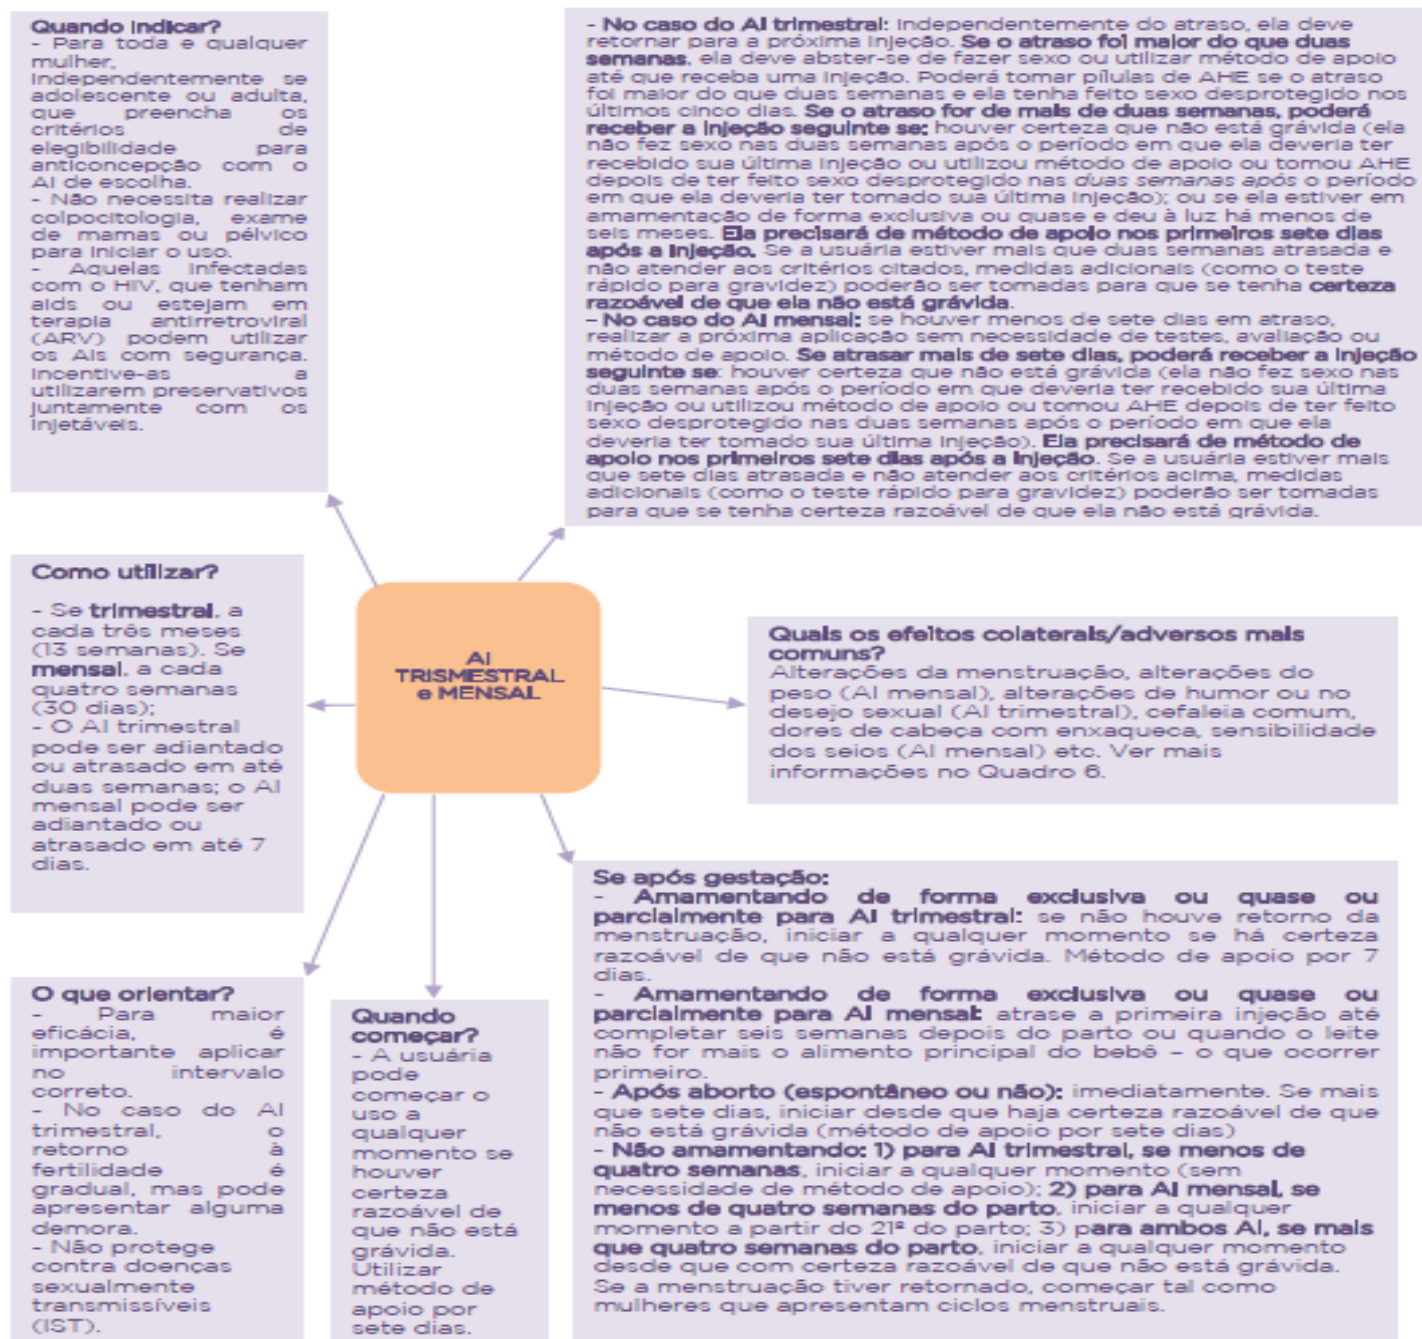 Quando indicar?
- Para toda e qualquer
mulher,
independentemente se
adolescente ou adulta,
que preencha os
critérios de
elegibilidade para
anticoncepção com o
AI de escolha.
- Não necessita realizar
colpocitologia, exame
de mamas ou pélvico
para iniciar o uso.
- Aquelas infectadas
com o HIV, que tenham
aids ou estejam em
terapia antirretroviral
(ARV) podem utilizar
os AIs com segurança.
Incentive-as a
utilizarem preservativos
juntamente com os
injetáveis.
- No caso do AI trimestral: independentemente do atraso, ela deve
retornar para a próxima injeção. Se o atraso foi maior do que duas
semanas, ela deve abster-se de fazer sexo ou utilizar método de apoio
até que receba uma injeção. Poderá tomar pílulas de AHE se o atraso
foi maior do que duas semanas e ela tenha feito sexo desprotegido nos
últimos cinco dias. Se o atraso for de mais de duas semanas, poderá
receber a injeção seguinte se: houver certeza que não está grávida (ela
não fez sexo nas duas semanas após o período em que ela deveria ter
recebido sua última injeção ou utilizou método de apoio ou tomou AHE
depois de ter feito sexo desprotegido nas duas semanas após o período
em que ela deveria ter tomado sua última injeção); ou se ela estiver em
amamentação de forma exclusiva ou quase e deu à luz há menos de
seis meses. Ela precisará de método de apoio nos primeiros sete dias
após a injeção. Se a usuária estiver mais que duas semanas atrasada e
não atender aos critérios citados, medidas adicionais (como o teste
rápido para gravidez) poderão ser tomadas para que se tenha certeza
razoável de que ela não está grávida.
– No caso do AI mensal: se houver menos de sete dias em atraso,
realizar a próxima aplicação sem necessidade de testes, avaliação ou
método de apoio. Se atrasar mais de sete dias, poderá receber a injeção
seguinte se: houver certeza que não está grávida (ela não fez sexo nas
duas semanas após o período em que deveria ter recebido sua última
injeção ou utilizou método de apoio ou tomou AHE depois de ter feito
sexo desprotegido nas duas semanas após o período em que ela
deveria ter tomado sua última injeção). Ela precisará de método de
apoio nos primeiros sete dias após a injeção. Se a usuária estiver mais
que sete dias atrasada e não atender aos critérios acima, medidas
adicionais (como o teste rápido para gravidez) poderão ser tomadas
para que se tenha certeza razoável de que ela não está grávida.
Como utilizar?
- Se trimestral, a
cada três meses
(13 semanas). Se
mensal, a cada
quatro semanas
(30 dias);
- O AI trimestral
pode ser adiantado
ou atrasado em até
duas semanas; o AI
mensal pode ser
adiantado ou
atrasado em até 7
dias.
AI
TRISMESTRAL
e MENSAL
Quais os efeitos colaterais/adversos mais
comuns?
Alterações da menstruação, alterações do
peso (AI mensal), alterações de humor ou no
desejo sexual (AI trimestral), cefaleia comum,
dores de cabeça com enxaqueca, sensibilidade
dos seios (AI mensal) etc. Ver mais
informações no Quadro 6.
O que orientar?
- Para maior
eficácia, é
importante aplicar
no intervalo
correto.
- No caso do AI
trimestral, o
retorno à
fertilidade é
gradual, mas pode
apresentar alguma
demora.
- Não protege
contra doenças
sexualmente
transmissíveis
(IST).
Quando
começar?
- A usuária
pode
começar o
uso a
qualquer
momento se
houver
certeza
razoável de
que não está
grávida.
Utilizar
método de
apoio por
sete dias.
Se após gestação:
- Amamentando de forma exclusiva ou quase ou
parcialmente para AI trimestral: se não houve retorno da
menstruação, iniciar a qualquer momento se há certeza
razoável de que não está grávida. Método de apoio por 7
dias.
- Amamentando de forma exclusiva ou quase ou
parcialmente para AI mensal: atrase a primeira injeção até
completar seis semanas depois do parto ou quando o leite
não for mais o alimento principal do bebê – o que ocorrer
primeiro.
- Após aborto (espontâneo ou não): imediatamente. Se mais
que sete dias, iniciar desde que haja certeza razoável de que
não está grávida (método de apoio por sete dias)
- Não amamentando: 1) para AI trimestral, se menos de
quatro semanas, iniciar a qualquer momento (sem
necessidade de método de apoio); 2) para AI mensal, se
menos de quatro semanas do parto, iniciar a qualquer
momento a partir do 21ª do parto; 3) para ambos AI, se mais
que quatro semanas do parto, iniciar a qualquer momento
desde que com certeza razoável de que não está grávida.
Se a menstruação tiver retornado, começar tal como
mulheres que apresentam ciclos menstruais.